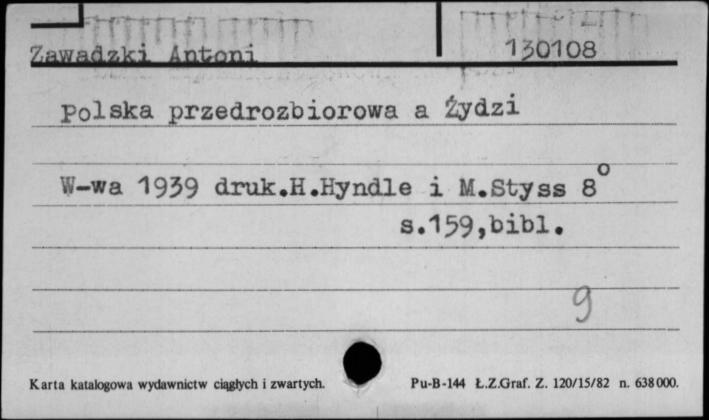 Zawadzki Antoni 130108
Polska przedrozbiorowa a Żydzi
W-wa 1939 druk.H.Hyndle i M.Styss 8°
s.159,bibl.
9
Karta katalogowa wydawnictw ciągłych i zwartych. Pu-B-144 Ł.Z.Graf. Z. 120/15/82 n. 638000.